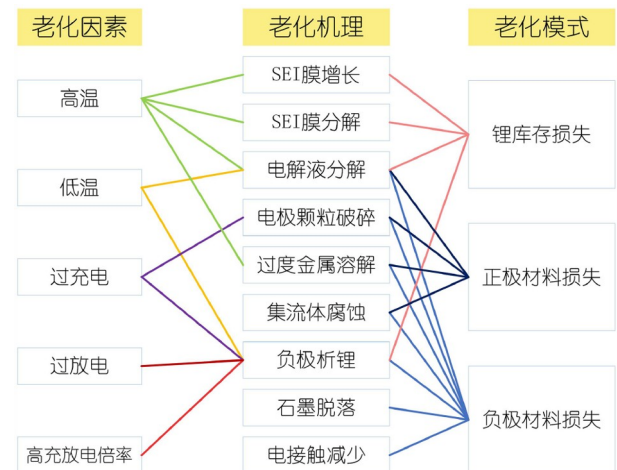 老化因素
老化机理
老化模式
高温
低温
过充电
过放电
高充放电倍率
SEI膜增长
SEI膜分解
电解液分解
电极颗粒破碎
过度金属溶解
集流体腐蚀
负极析锂
石墨脱落
电接触减少
锂库存损失
正极材料损失
负极材料损失